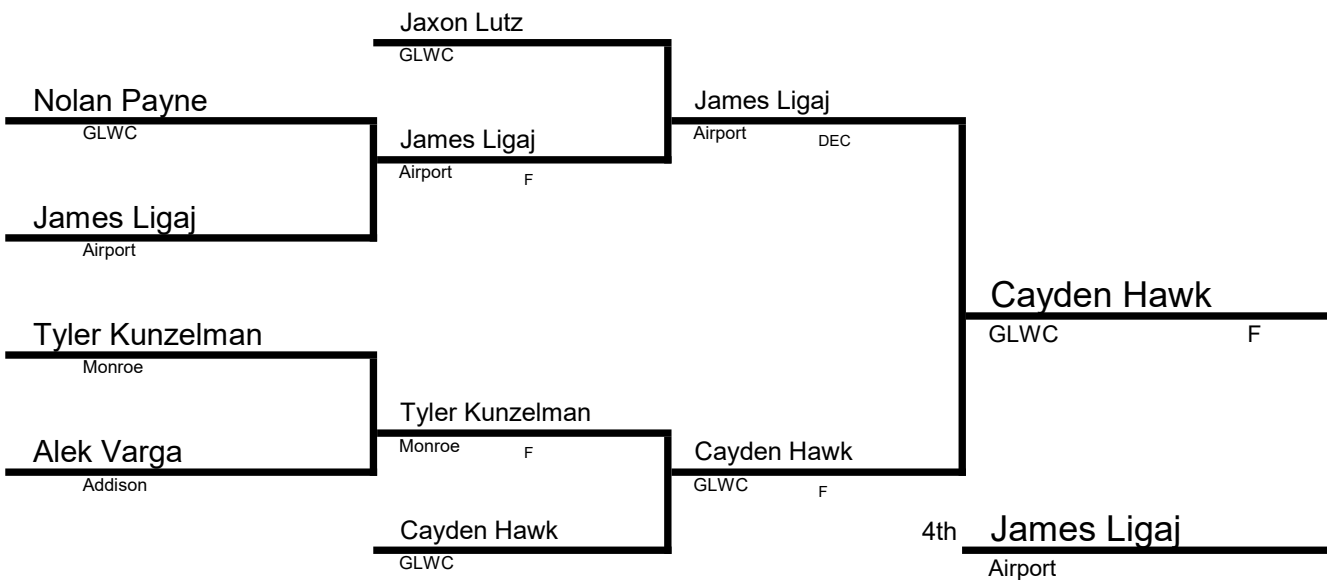 Jaxon Lutz
GLWC
Nolan Payne
GLWC
James Ligaj
Airport F
James Ligaj
Airport DEC
James Ligaj
Airport
Cayden Hawk
GLWC F
Tyler Kunzelman
Monroe
Tyler Kunzelman
Monroe F
Alek Varga
Addison
Cayden Hawk
GLWC F
Cayden Hawk
GLWC
4th James Ligaj
Airport